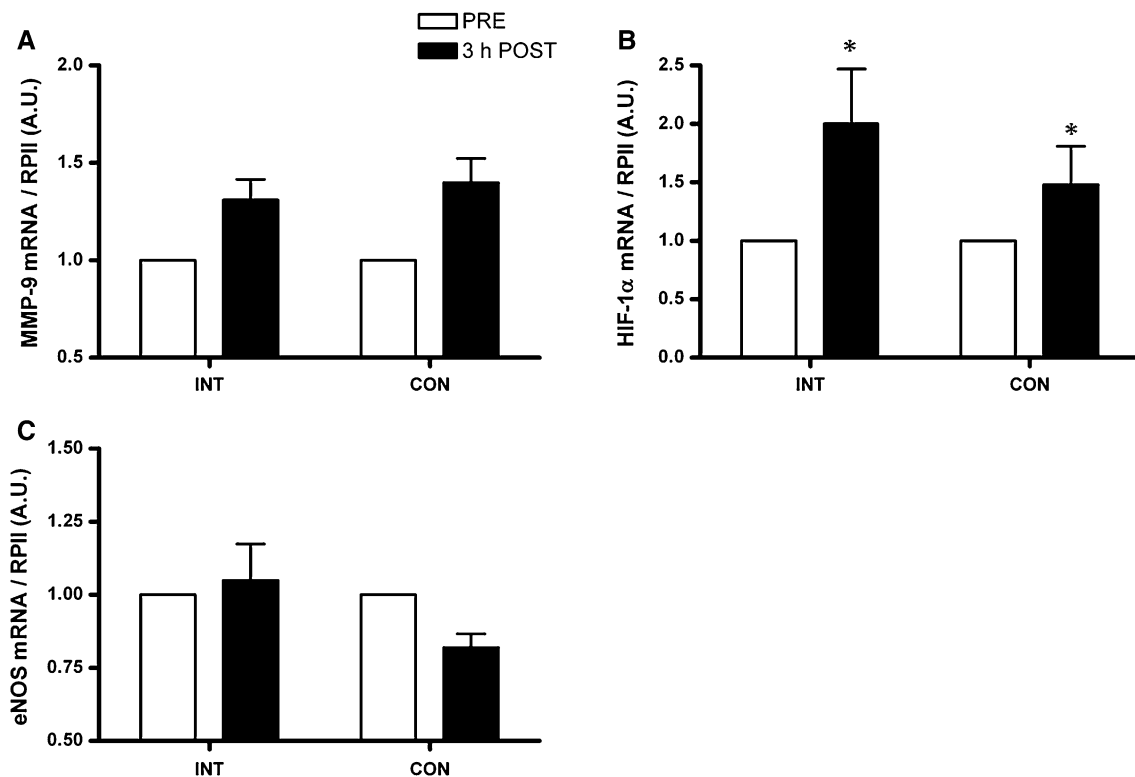 PRE
3 h POST
A
MMP-9 mRNA / RPII (A.U.)
2.0
1.5
1.0
0.5
INT
CON
B
HIF-1α mRNA / RPII (A.U.)
2.5
2.0
1.5
1.0
0.5
0.0
*
*
INT
CON
C
eNOS mRNA / RPII (A.U.)
1.50
1.25
1.00
0.75
0.50
INT
CON